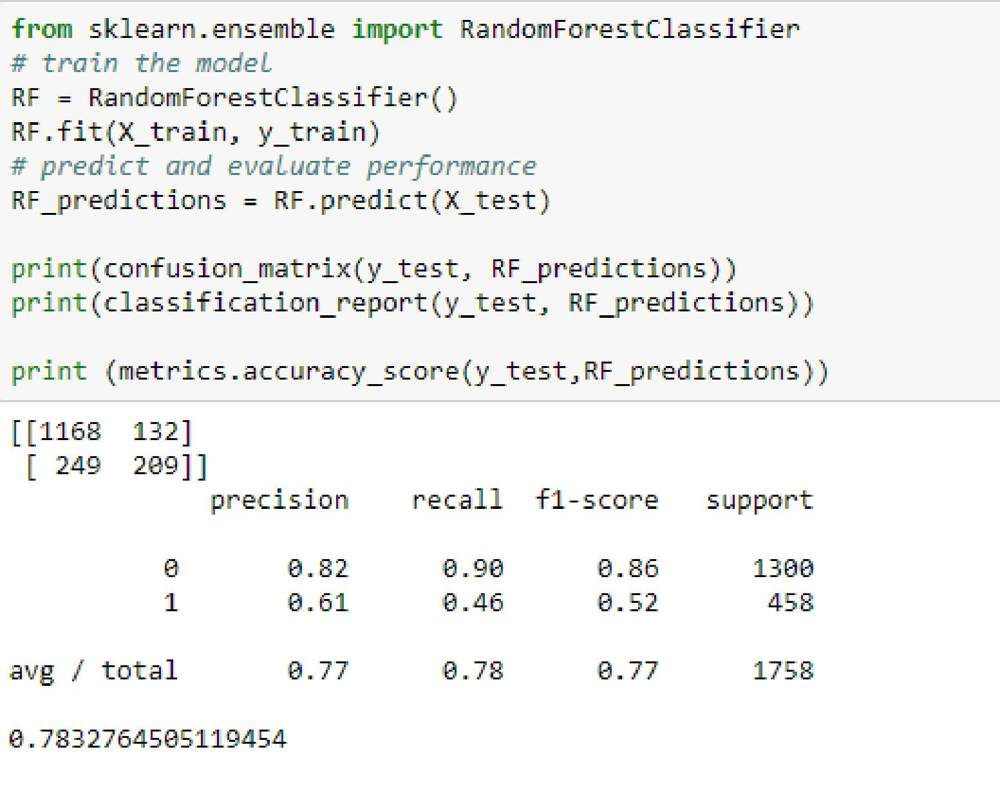 from sklearn.ensemble import RandomForestClassifier
# train the model
RF = RandomForestClassifier()
RF.fit(X_train, y_train)
# predict and evaluate performance
RF_predictions = RF.predict(X_test)
print(confusion_matrix(y_test, RF_predictions))
print(classification_report(y_test, RF_predictions))
print (metrics.accuracy_score(y_test,RF_predictions))
[[1168  132]
 [ 249  209]]
             precision    recall  f1-score   support
          0       0.82      0.90      0.86      1300
          1       0.61      0.46      0.52       458
avg / total       0.77      0.78      0.77      1758
0.7832764505119454